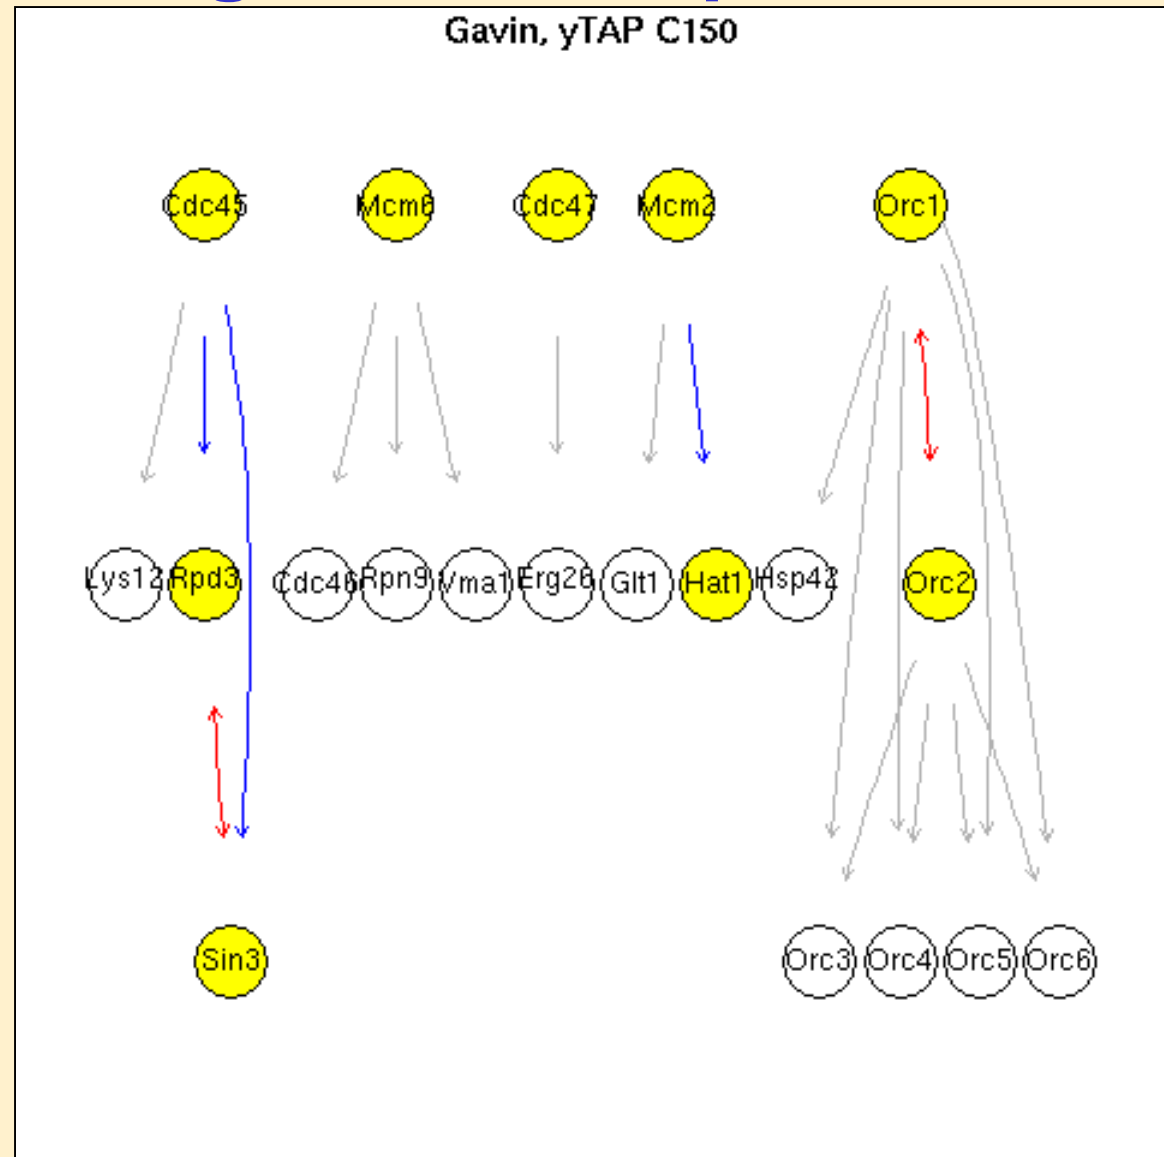 Gavin, yTAP C150
Cdc45 Mcm6 Cdc47 Mcm2 Orc1
Lys12 Rpd3 Cdc46 Rpn9 Vma1 Erg26 Glt1 Hat1 Hsp42 Orc2
Sin3 Orc3 Orc4 Orc5 Orc6